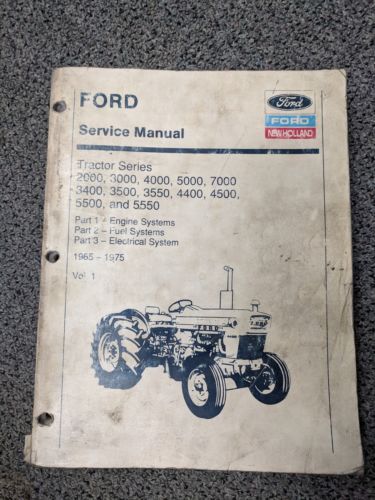 FORD
Ford
FORD
NEW HOLLAND
Service Manual
Tractor Series
2000, 3000, 4000, 5000, 7000
3400, 3500, 3550, 4400, 4500,
5500, and 5550
Part 1 – Engine Systems
Part 2 – Fuel Systems
Part 3 – Electrical System
1965 – 1975
Vol. 1